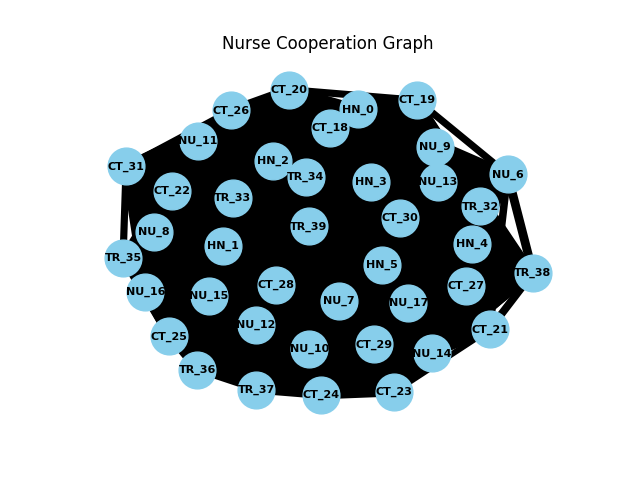 Nurse Cooperation Graph
CT_20
CT_19
CT_26
HN_0
CT_18
NU_11
NU_9
HN_2
CT_31
TR_34
NU_6
HN_3
NU_13
CT_22
TR_33
TR_32
CT_30
TR_39
NU_8
HN_1
HN_4
TR_35
HN_5
TR_38
CT_28
CT_27
NU_16
NU_15
NU_7
NU_17
NU_12
CT_21
CT_25
CT_29
NU_10
NU_14
TR_36
TR_37
CT_23
CT_24